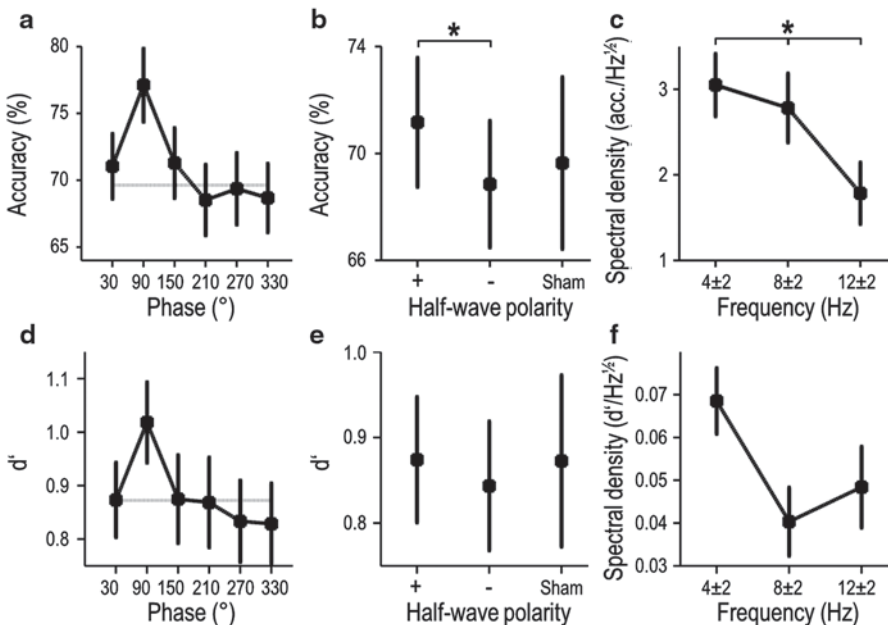 a
80
75
70
65
Accuracy (%)
30 90 150 210 270 330
Phase (°)
b
*
74
70
66
Accuracy (%)
+ - Sham
Half-wave polarity
c
*
3
2
1
Spectral density (acc./Hz½)
4±2 8±2 12±2
Frequency (Hz)
d
1.1
1.0
0.9
0.8
d‘
30 90 150 210 270 330
Phase (°)
e
1.0
0.9
0.8
d‘
+ - Sham
Half-wave polarity
f
0.07
0.06
0.05
0.04
0.03
Spectral density (d‘/Hz½)
4±2 8±2 12±2
Frequency (Hz)